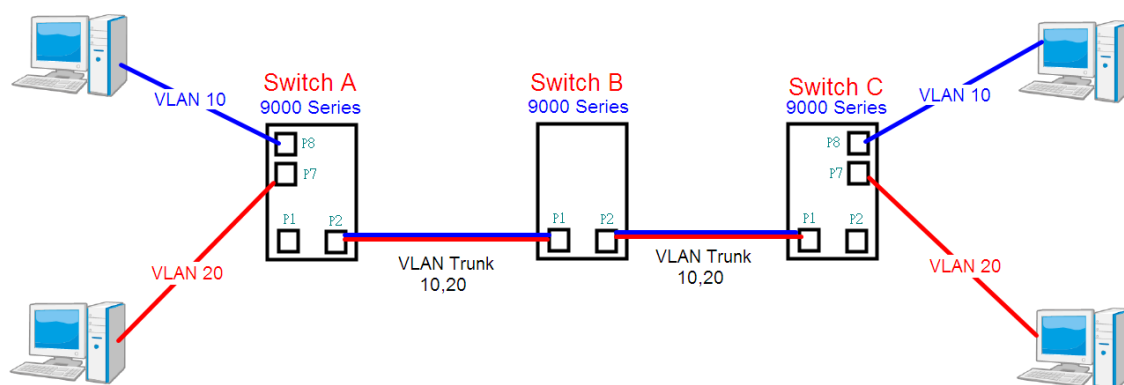 Switch A
9000 Series
Switch B
9000 Series
Switch C
9000 Series
VLAN 10
VLAN 10
P8
P7
P1
P2
P1
P2
P8
P7
P1
P2
VLAN Trunk
10,20
VLAN Trunk
10,20
VLAN 20
VLAN 20